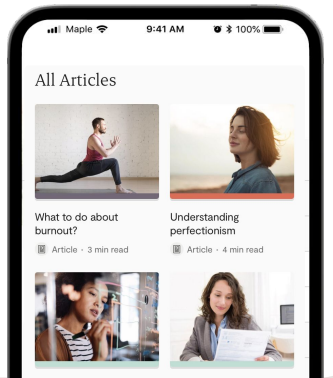 Maple 9:41 AM 100%
All Articles
What to do about
burnout?
Article • 3 min read
Understanding
perfectionism
Article • 4 min read